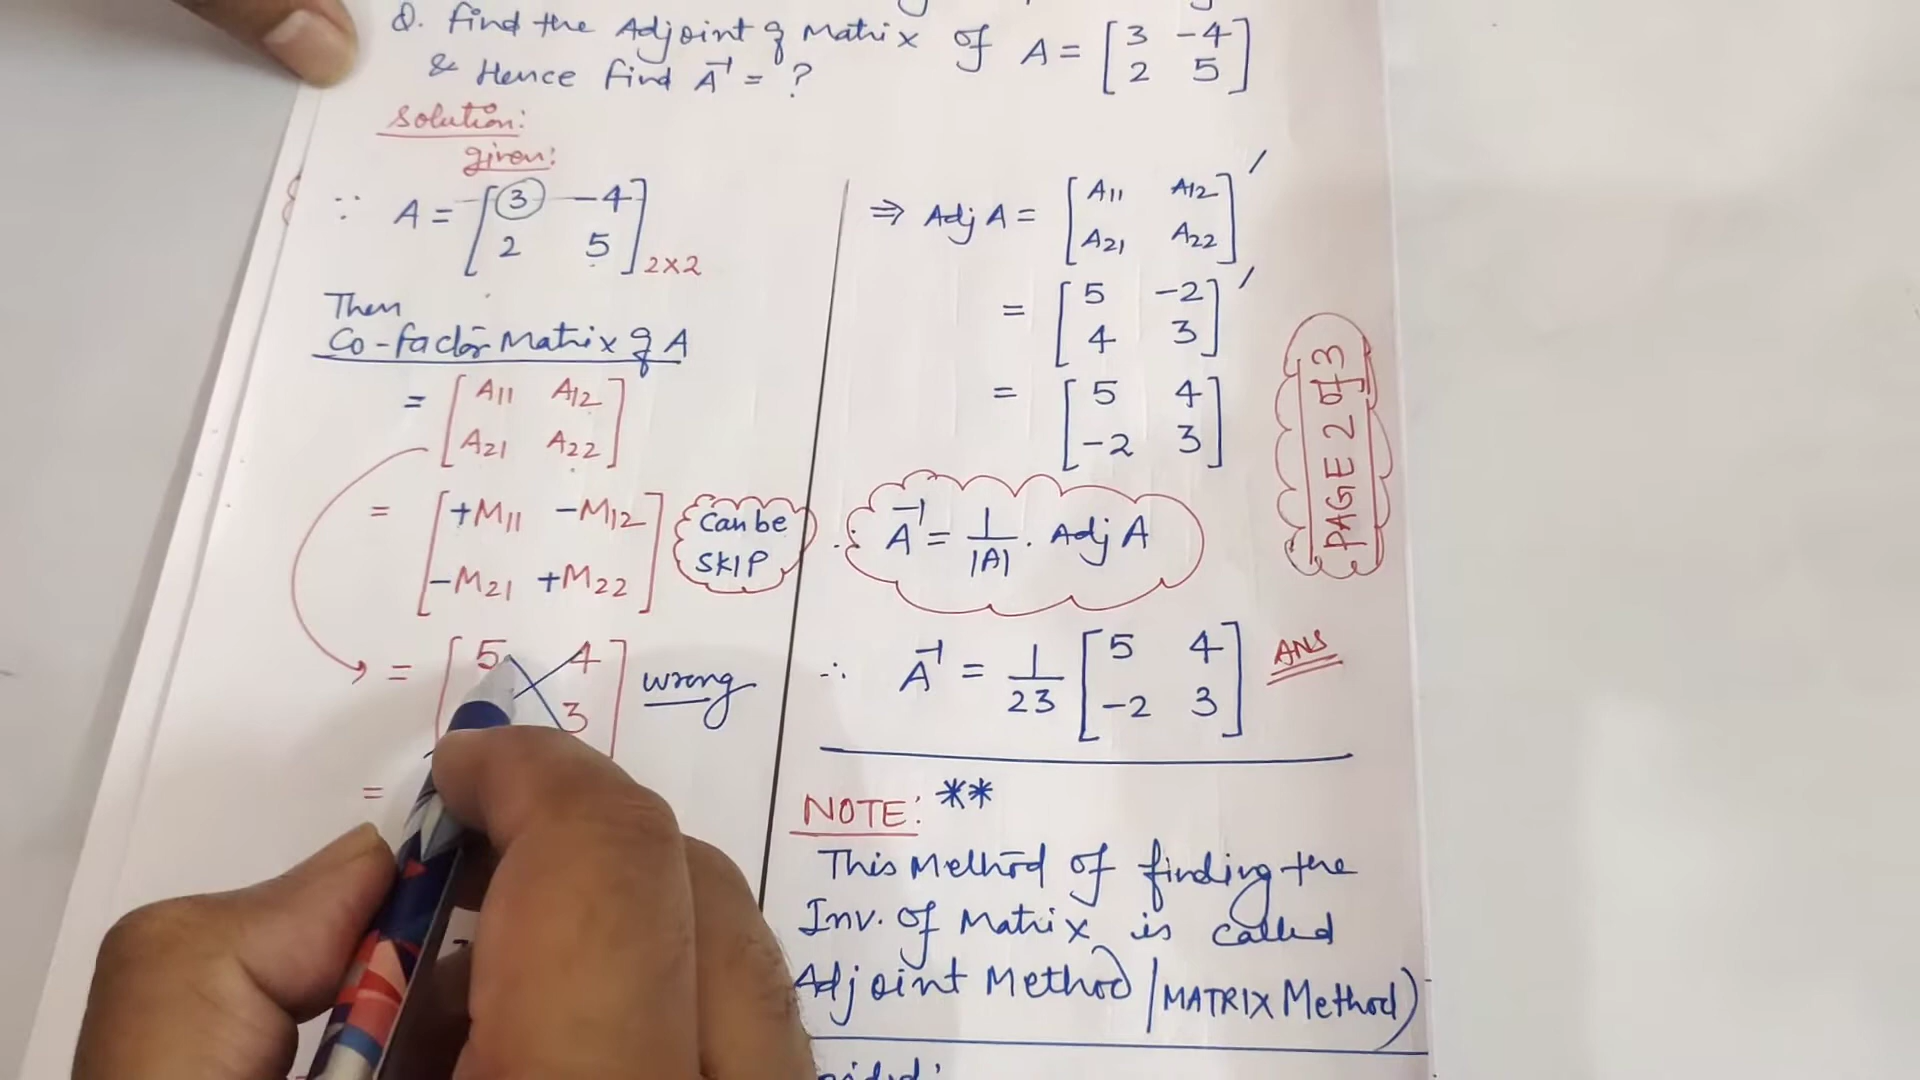 Q. Find the Adjoint of Matrix of A = [3 -4
2 5]
& Hence find A⁻¹ = ?
Solution:
given:
∵ A = [3 -4
2 5]2×2
Then
Co-factor Matrix of A
= [A11 A12
A21 A22]
= [+M11 -M12
-M21 +M22]
Can be
SKIP
= [5 4
3] wrong
=
⇒ Adj A = [A11 A12
A21 A22]′
= [5 -2
4 3]′
= [5 4
-2 3]
∴ A⁻¹ = 1/|A| . Adj A
∴ A⁻¹ = 1/23 [5 4
-2 3] ANS
NOTE: **
This Method of finding the
Inv. of Matrix is called
Adjoint Method / MATRIX Method)
PAGE 2 of 3